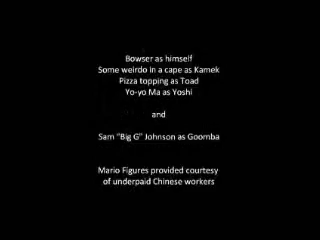 Bowser as himself
Some weirdo in a cape as Kamek
Pizza topping as Toad
Yo-yo Ma as Yoshi
and
Sam "Big G" Johnson as Goomba
Mario Figures provided courtesy
of underpaid Chinese workers